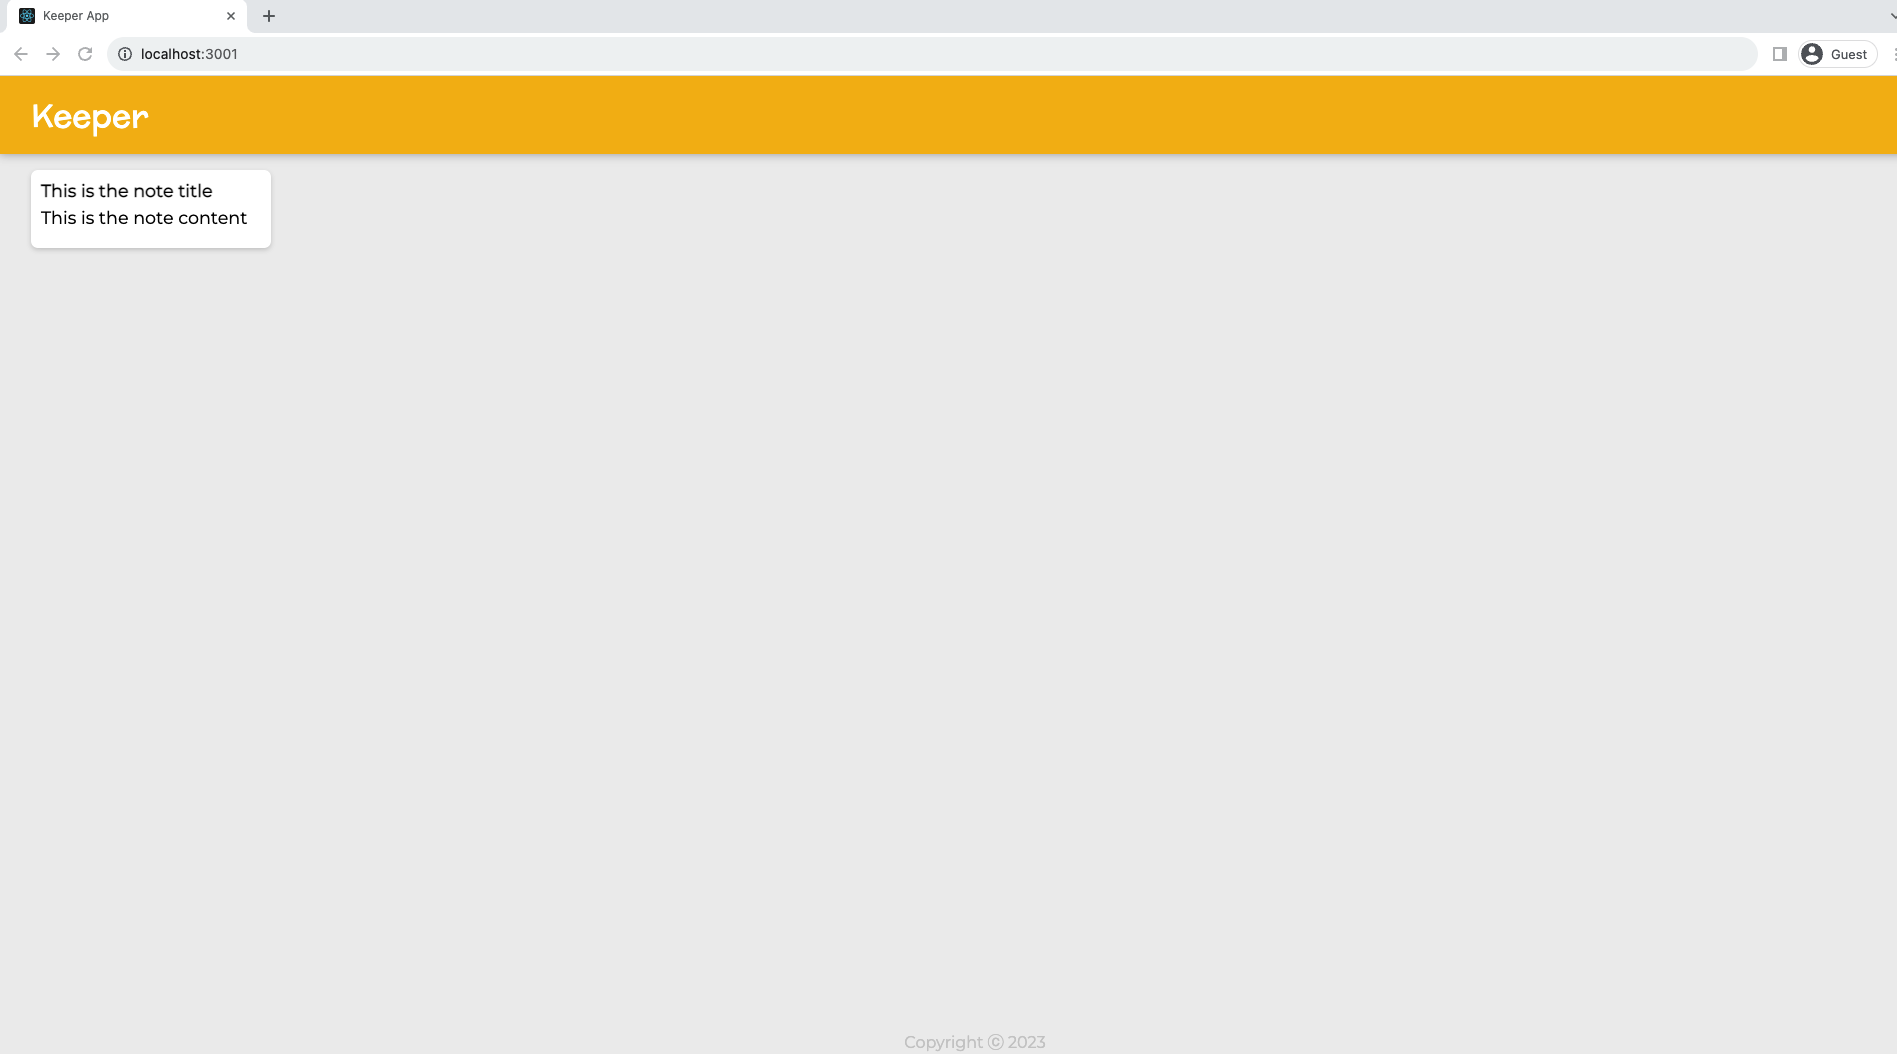 Keeper App
localhost:3001
Guest
Keeper
This is the note title
This is the note content
Copyright ⓒ 2023